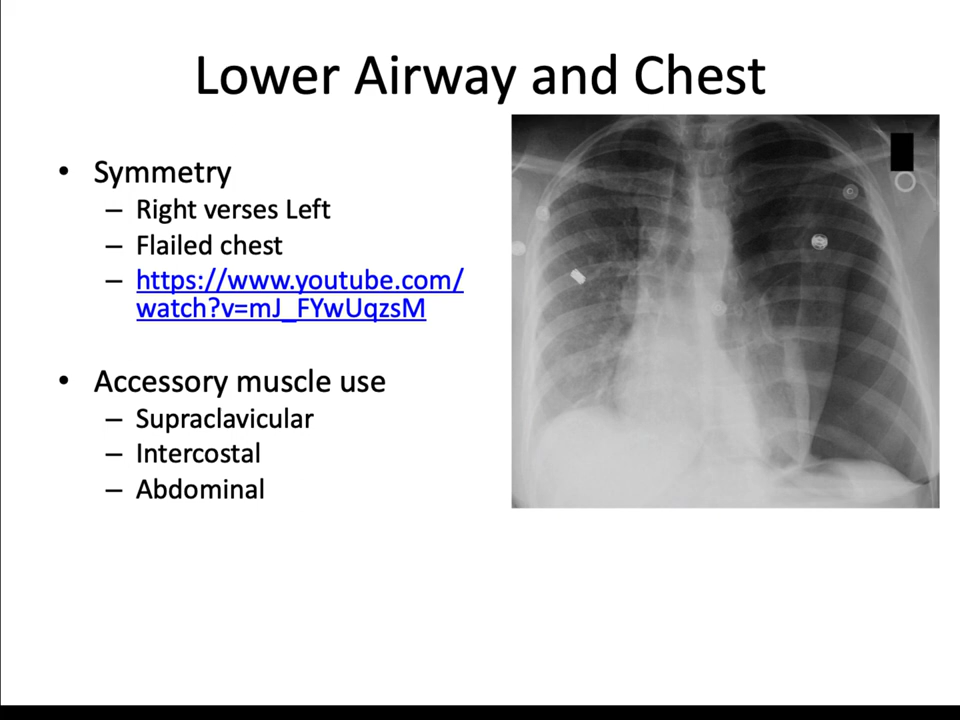 Lower Airway and Chest
• Symmetry
– Right verses Left
– Flailed chest
– https://www.youtube.com/
watch?v=mJ_FYwUqzsM
• Accessory muscle use
– Supraclavicular
– Intercostal
– Abdominal